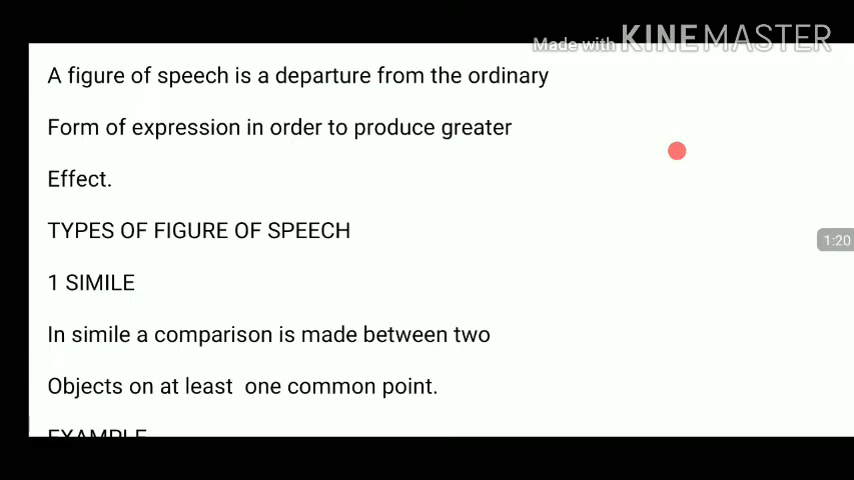 Made with KINEMASTER
A figure of speech is a departure from the ordinary
Form of expression in order to produce greater
Effect.
TYPES OF FIGURE OF SPEECH
1 SIMILE
1:20
In simile a comparison is made between two
Objects on at least one common point.
EXAMPLE